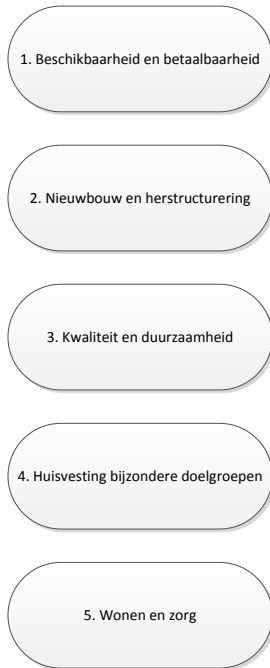 1. Beschikbaarheid en betaalbaarheid
2. Nieuwbouw en herstructurering
3. Kwaliteit en duurzaamheid
4. Huisvesting bijzondere doelgroepen
5. Wonen en zorg